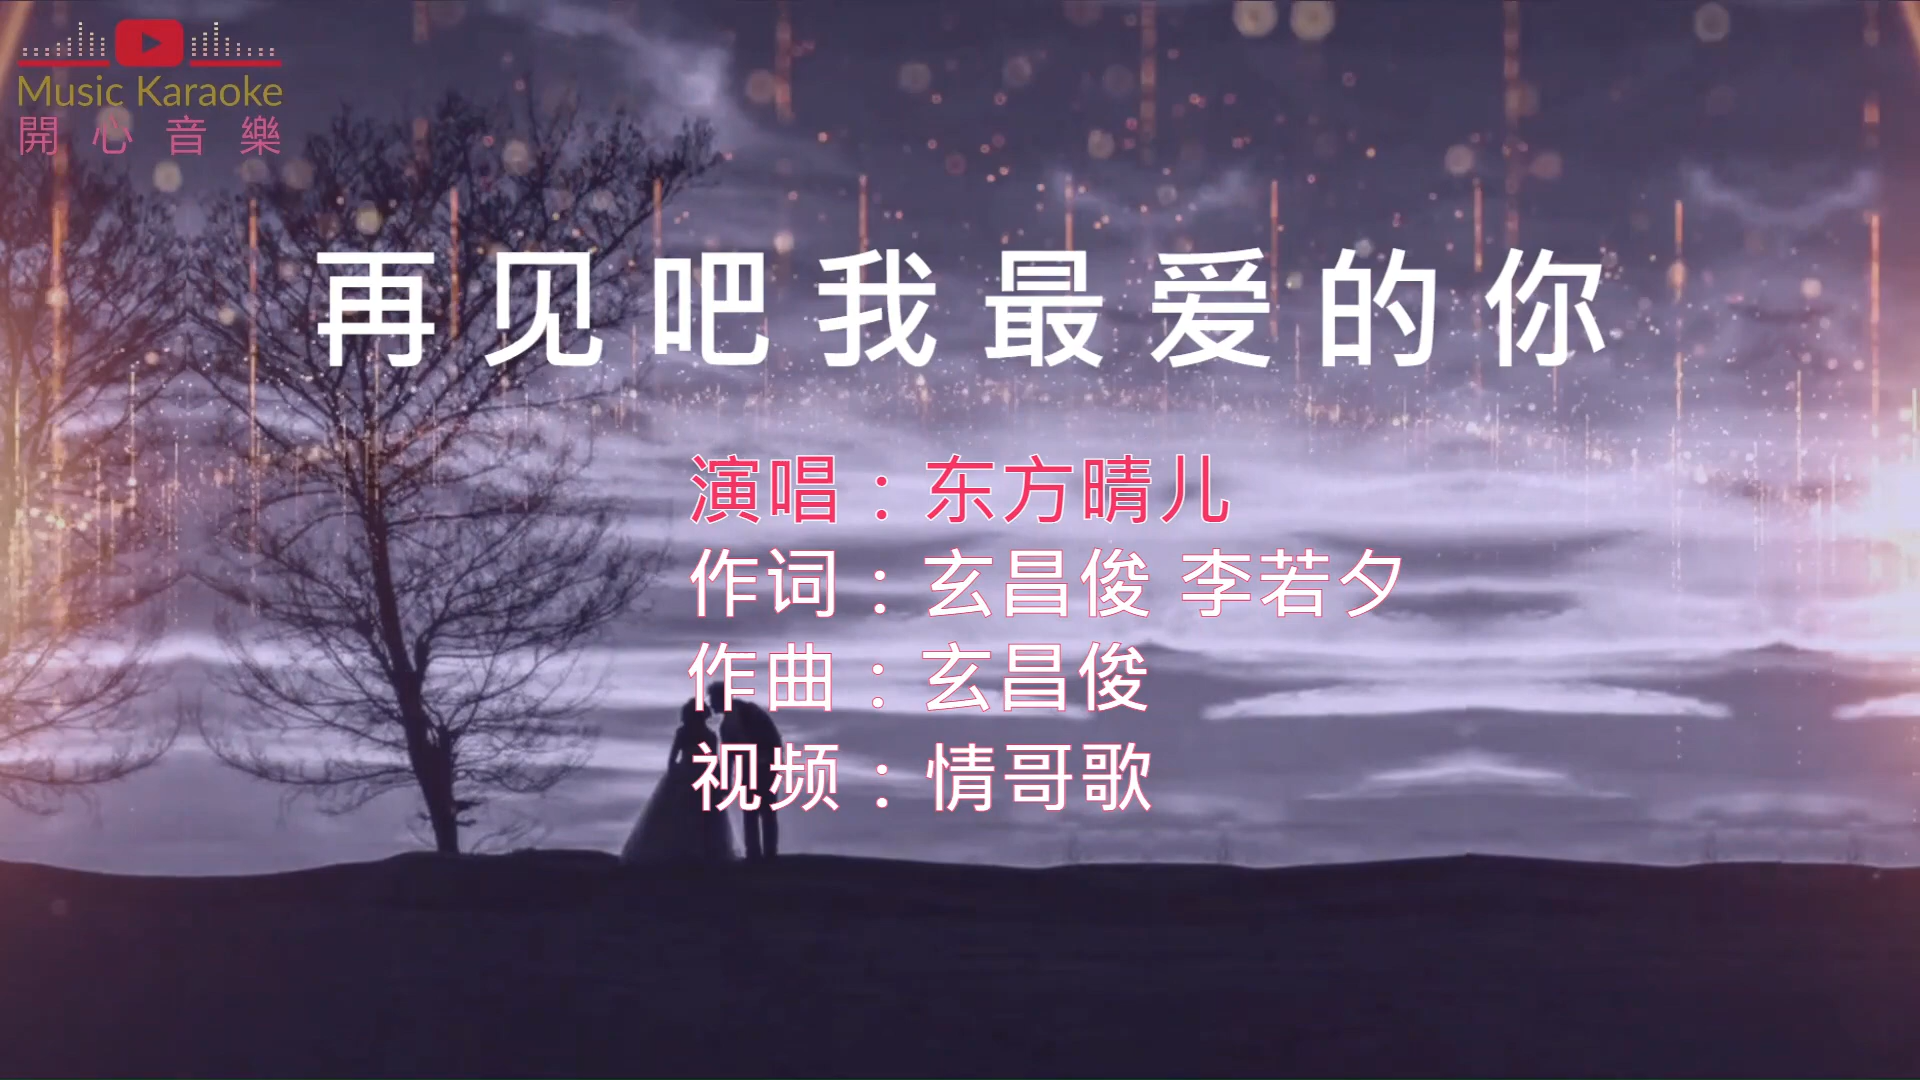 Music Karaoke
開心音樂
再见吧我最爱的你
演唱：东方晴儿
作词：玄昌俊 李若夕
作曲：玄昌俊
视频：情哥歌